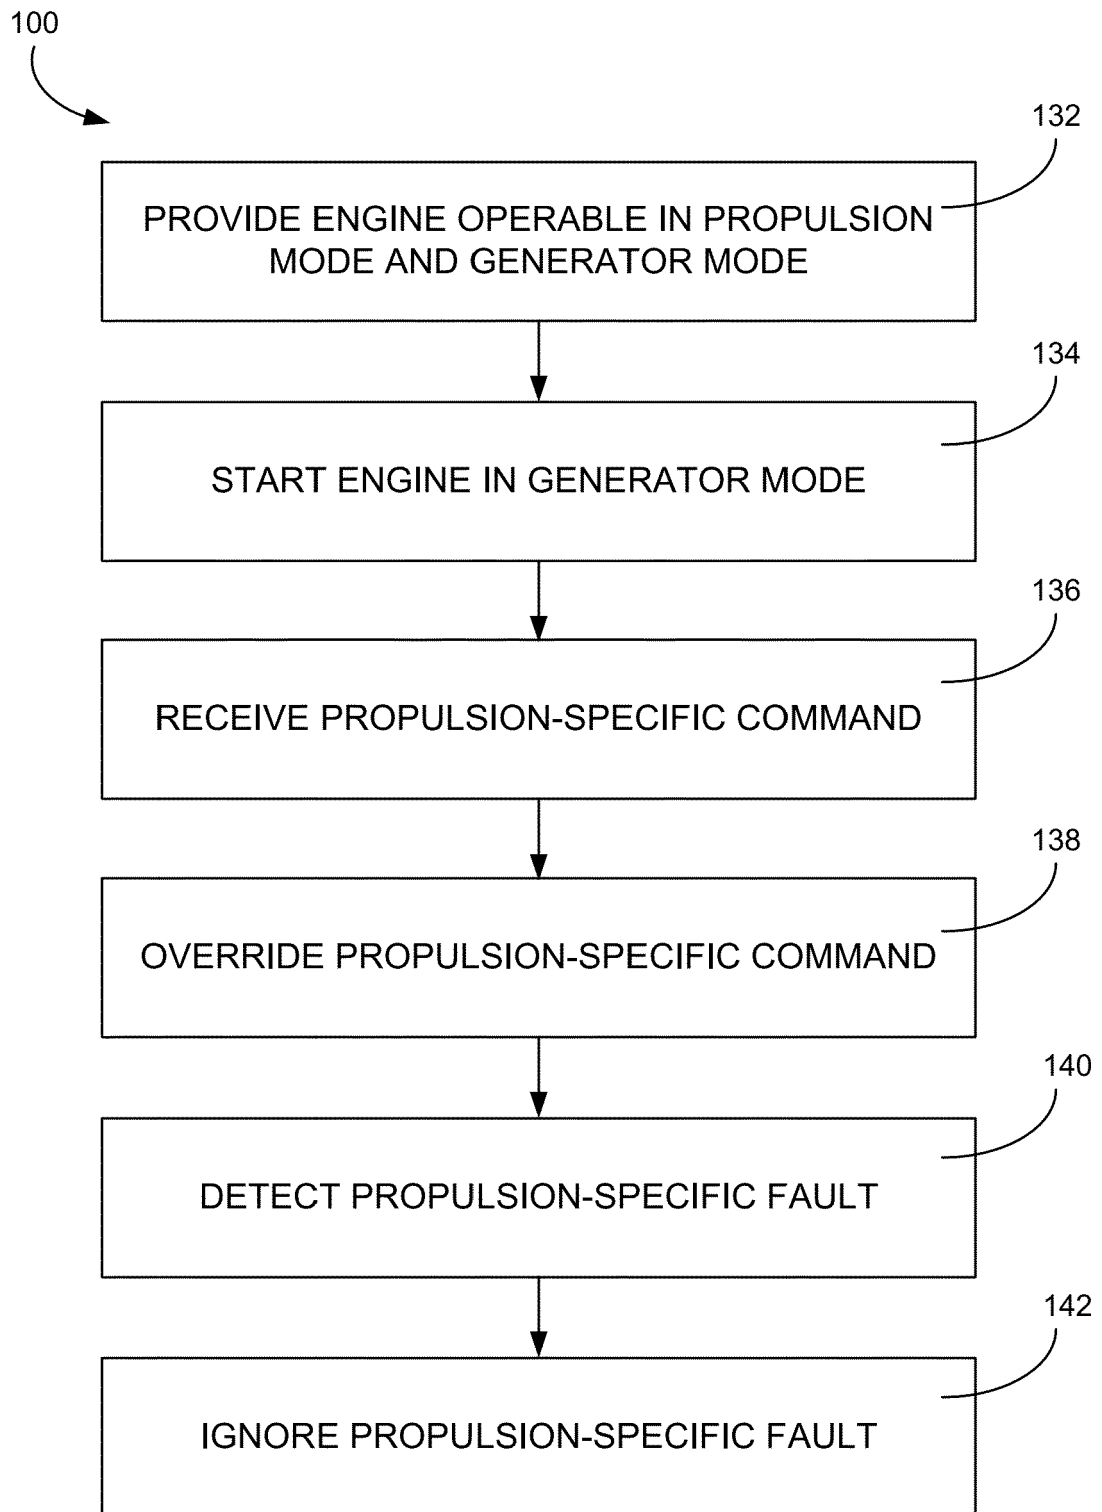 100
132
PROVIDE ENGINE OPERABLE IN PROPULSION
MODE AND GENERATOR MODE
134
START ENGINE IN GENERATOR MODE
136
RECEIVE PROPULSION-SPECIFIC COMMAND
138
OVERRIDE PROPULSION-SPECIFIC COMMAND
140
DETECT PROPULSION-SPECIFIC FAULT
142
IGNORE PROPULSION-SPECIFIC FAULT